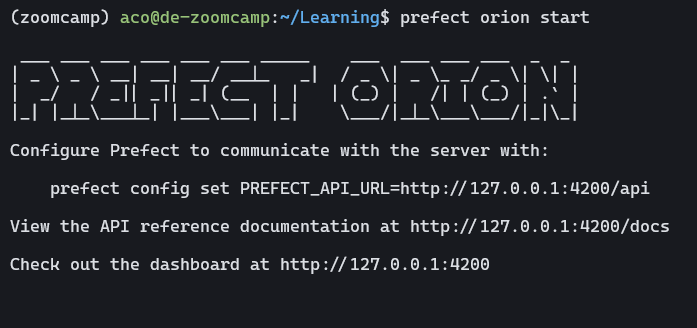 (zoomcamp) aco@de-zoomcamp:~/Learning$ prefect orion start
PREFECT ORION
Configure Prefect to communicate with the server with:
prefect config set PREFECT_API_URL=http://127.0.0.1:4200/api
View the API reference documentation at http://127.0.0.1:4200/docs
Check out the dashboard at http://127.0.0.1:4200